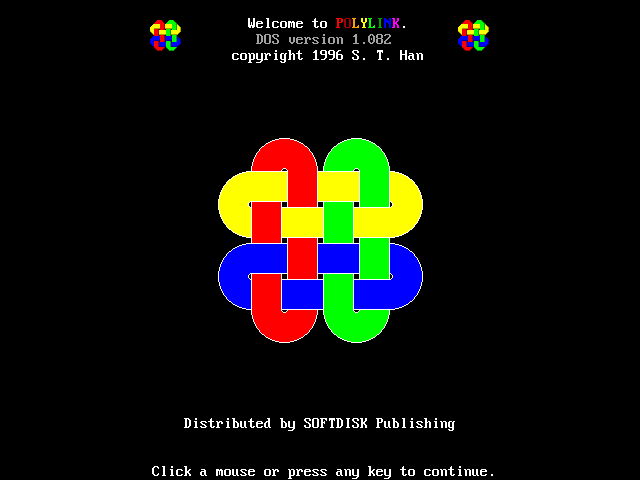 Welcome to POLYLINK.
DOS version 1.082
copyright 1996 S. T. Han
Distributed by SOFTDISK Publishing
Click a mouse or press any key to continue.